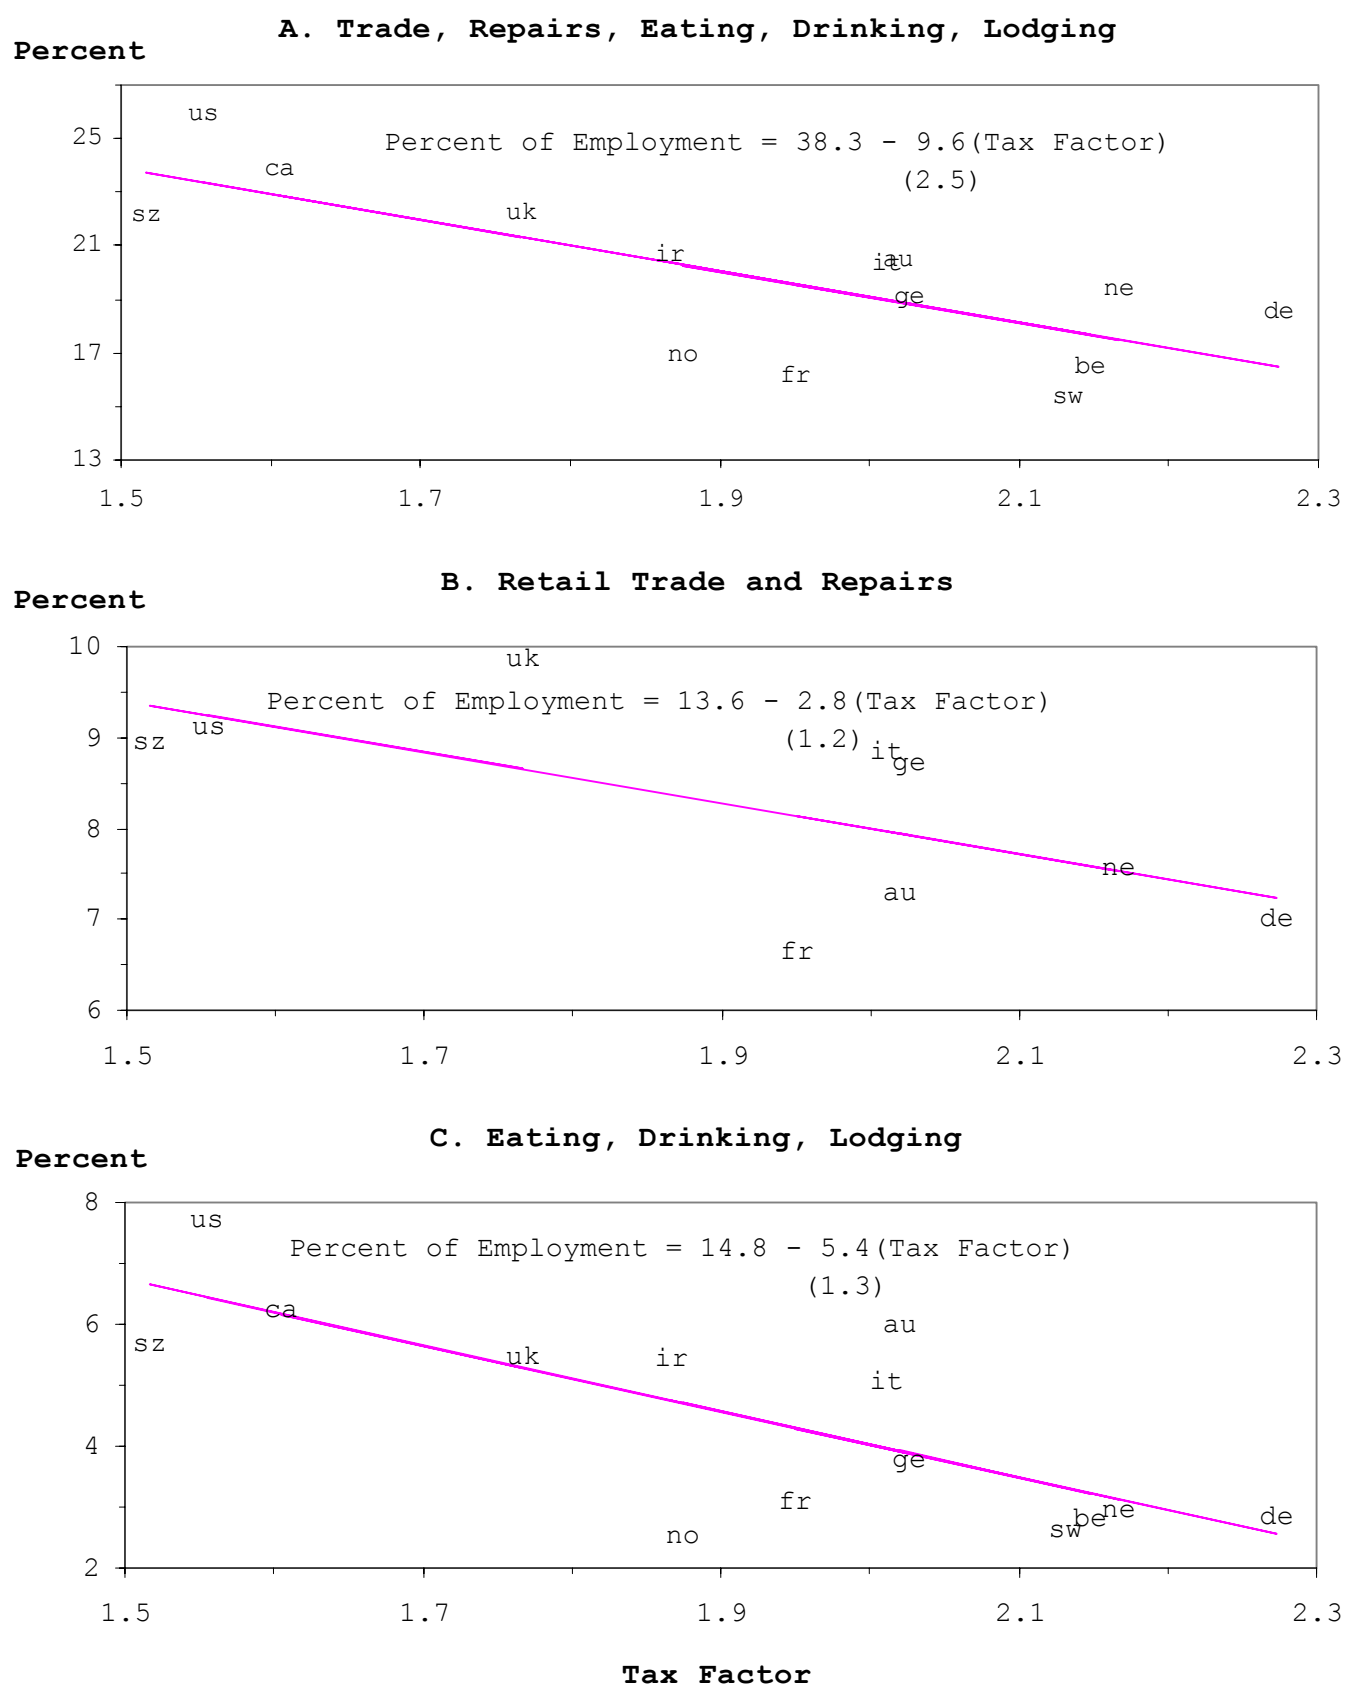 A. Trade, Repairs, Eating, Drinking, Lodging
Percent
us
25
Percent of Employment = 38.3 - 9.6(Tax Factor)
ca
(2.5)
sz
uk
21
ir
it
au
ne
ge
de
17
no
be
fr
sw
13
1.5 1.7 1.9 2.1 2.3
B. Retail Trade and Repairs
Percent
10
uk
Percent of Employment = 13.6 - 2.8(Tax Factor)
us
9
sz
(1.2)
it
ge
8
ne
au
7
de
fr
6
1.5 1.7 1.9 2.1 2.3
C. Eating, Drinking, Lodging
Percent
8
us
Percent of Employment = 14.8 - 5.4(Tax Factor)
(1.3)
ca
6
au
sz
uk
ir
it
4
ge
fr
ne
be
de
sw
no
2
1.5 1.7 1.9 2.1 2.3
Tax Factor